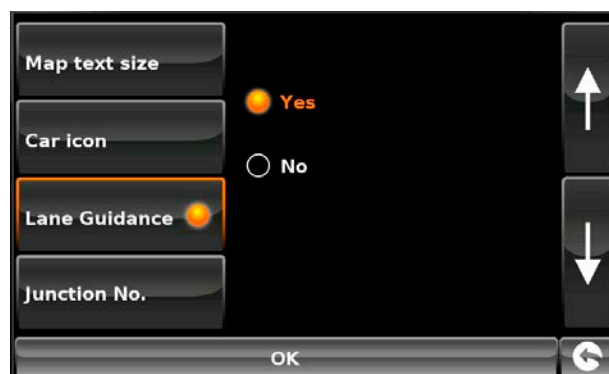 Map text size
Yes
Car icon
No
Lane Guidance
Junction No.
OK